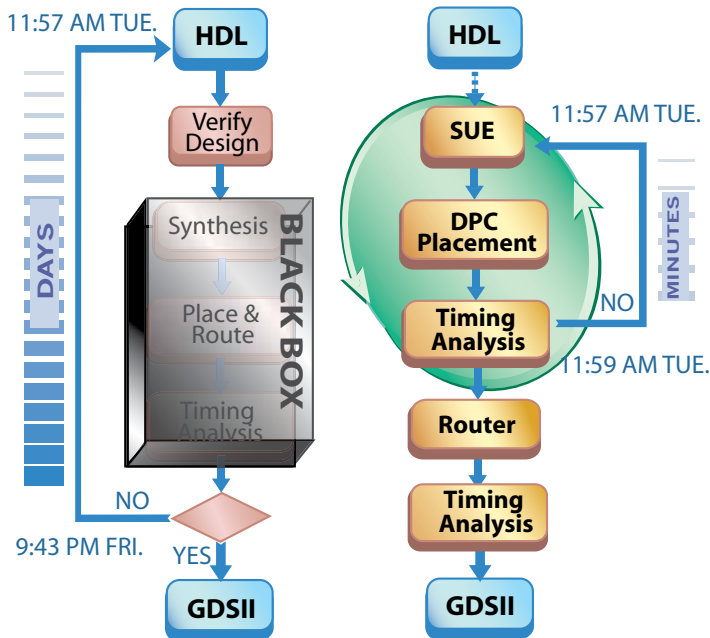 11:57 AM TUE.
HDL
Verify
Design
Synthesis
Place &
Route
Timing
Analysis
BLACK BOX
DAYS
NO
9:43 PM FRI.
YES
GDSII
HDL
11:57 AM TUE.
SUE
DPC
Placement
Timing
Analysis
NO
MINUTES
11:59 AM TUE.
Router
Timing
Analysis
GDSII